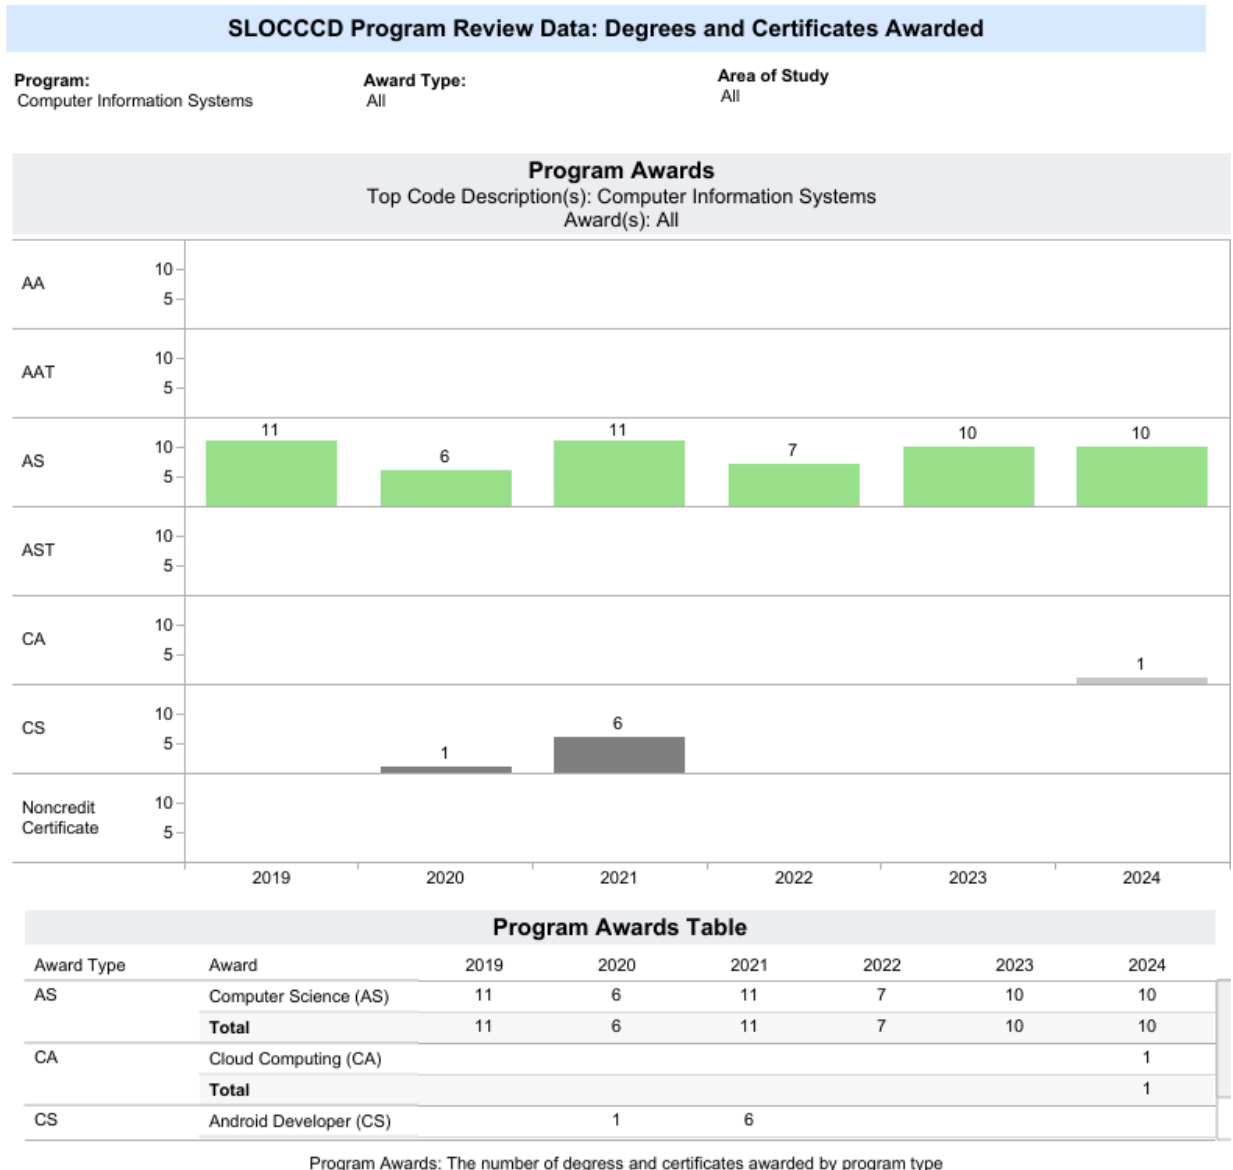 SLOCCCD Program Review Data: Degrees and Certificates Awarded
Program: Award Type: Area of Study
Computer Information Systems All All
Program Awards
Top Code Description(s): Computer Information Systems
Award(s): All
AA 10 5
AAT 10 5
AS 10 5 11 6 11 7 10 10
AST 10 5
CA 10 5 1
CS 10 5 1 6
Noncredit Certificate 10 5
2019 2020 2021 2022 2023 2024
Program Awards Table
Award Type Award 2019 2020 2021 2022 2023 2024
AS Computer Science (AS) 11 6 11 7 10 10
Total 11 6 11 7 10 10
CA Cloud Computing (CA) 1
Total 1
CS Android Developer (CS) 1 6
Program Awards: The number of degress and certificates awarded by program type